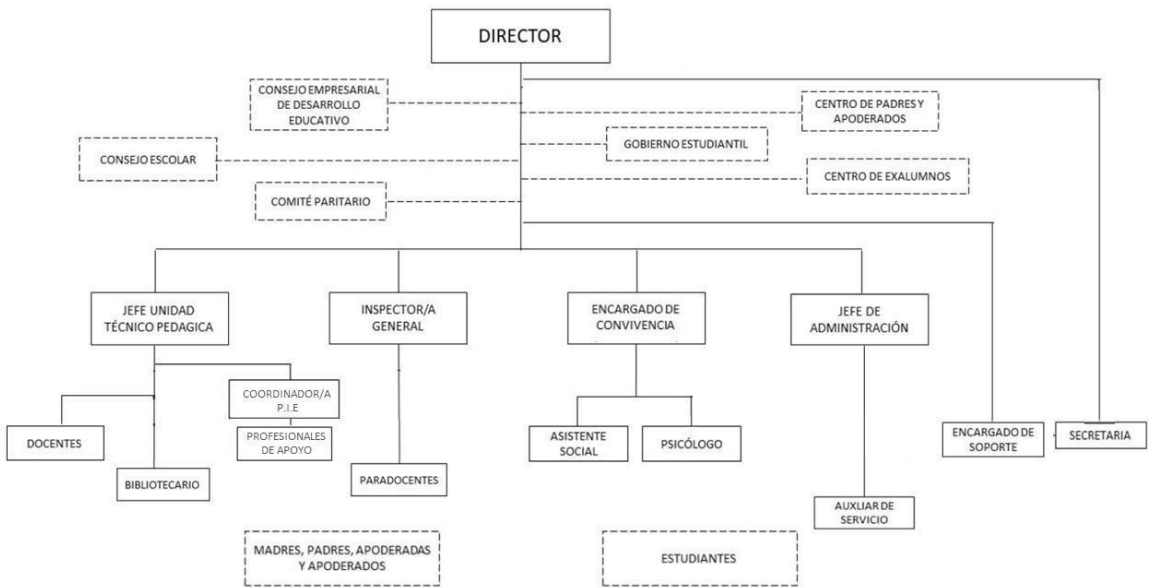 DIRECTOR
CONSEJO EMPRESARIAL
DE DESARROLLO
EDUCATIVO
CENTRO DE PADRES Y
APODERADOS
GOBIERNO ESTUDIANTIL
CONSEJO ESCOLAR
CENTRO DE EXALUMNOS
COMITÉ PARITARIO
JEFE UNIDAD
TÉCNICO PEDAGICA
INSPECTOR/A
GENERAL
ENCARGADO DE
CONVIVENCIA
JEFE DE
ADMINISTRACIÓN
COORDINADOR/A
P.I.E
DOCENTES
PROFESIONALES
DE APOYO
ASISTENTE
SOCIAL
PSICÓLOGO
ENCARGADO DE
SOPORTE
SECRETARIA
BIBLIOTECARIO
PARADOCENTES
AUXLIAR DE
SERVICIO
MADRES, PADRES, APODERADAS
Y APODERADOS
ESTUDIANTES